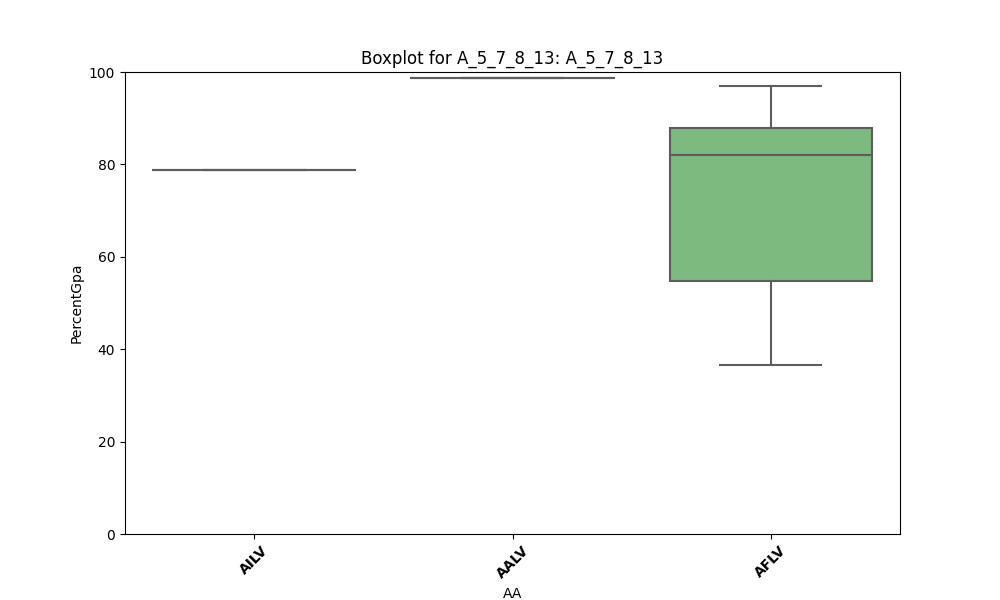 Boxplot for A_5_7_8_13: A_5_7_8_13
100
80
60
40
20
0
PercentGpa
AILV
AALV
AFLV
AA